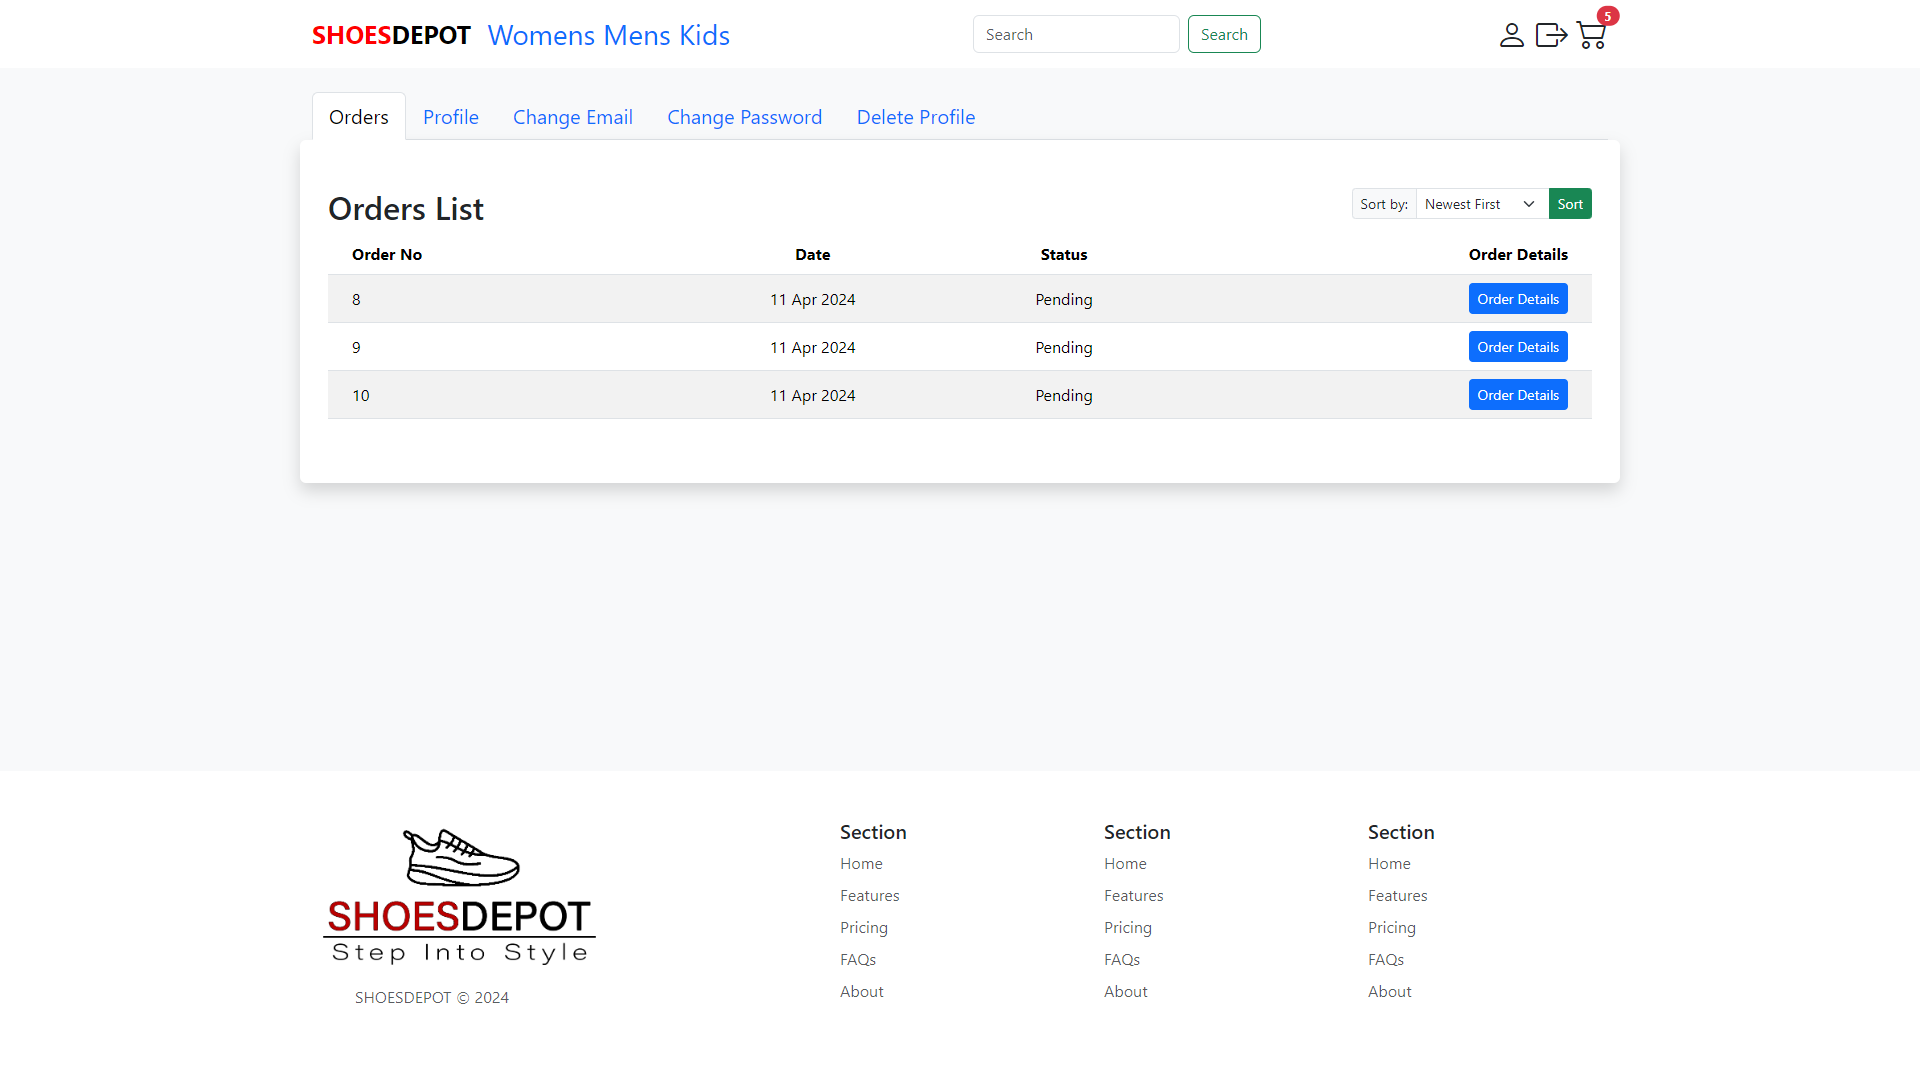 SHOESDEPOT Womens Mens Kids Search Search 5
Orders Profile Change Email Change Password Delete Profile
Orders List Sort by: Newest First Sort
Order No Date Status Order Details
8 11 Apr 2024 Pending Order Details
9 11 Apr 2024 Pending Order Details
10 11 Apr 2024 Pending Order Details
SHOESDEPOT
Step Into Style
SHOESDEPOT © 2024
Section
Home
Features
Pricing
FAQs
About
Section
Home
Features
Pricing
FAQs
About
Section
Home
Features
Pricing
FAQs
About